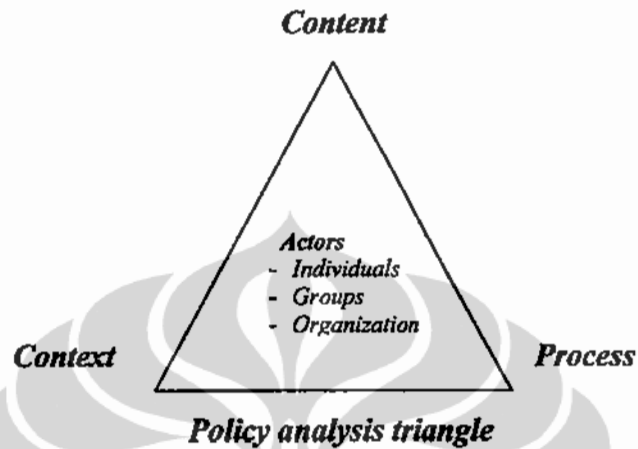 Content
Actors
- Individuals
- Groups
- Organization
Context
Process
Policy analysis triangle